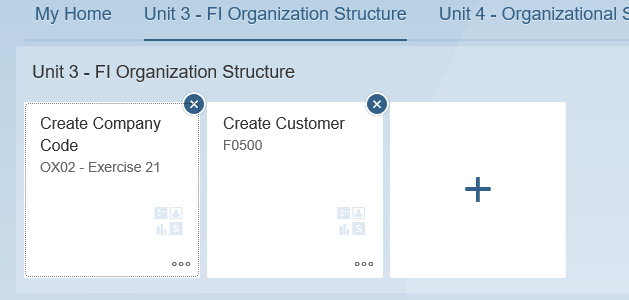 My Home Unit 3 - FI Organization Structure Unit 4 - Organizational
Unit 3 - FI Organization Structure
Create Company
Code
OX02 - Exercise 21
Create Customer
F0500